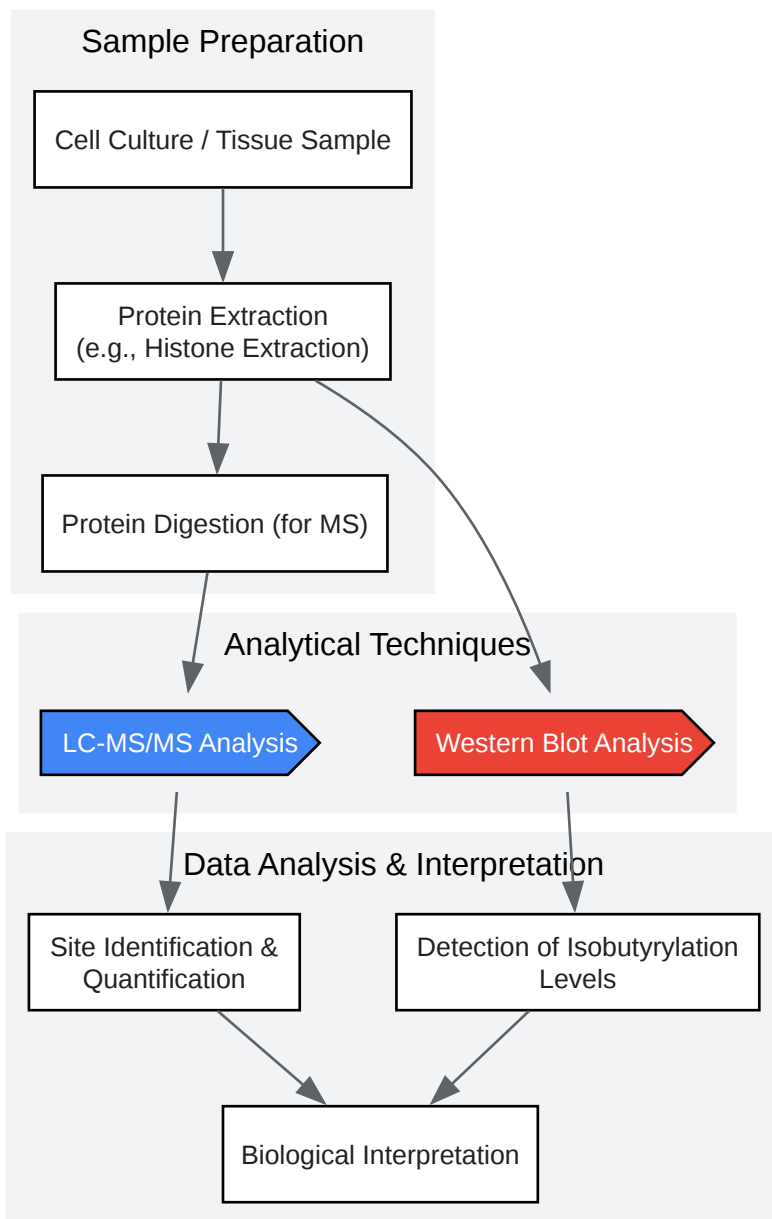 Sample Preparation
Cell Culture / Tissue Sample
Protein Extraction
(e.g., Histone Extraction)
Protein Digestion (for MS)
Analytical Techniques
LC-MS/MS Analysis
Western Blot Analysis
Data Analysis & Interpretation
Site Identification &
Quantification
Detection of Isobutyrylation
Levels
Biological Interpretation